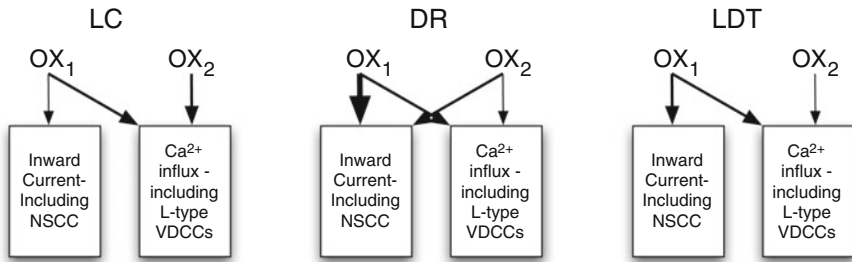 LC
DR
LDT
OX₁
OX₂
OX₁
OX₂
OX₁
OX₂
Inward
Current-
Including
NSCC
Ca²⁺
influx -
including
L-type
VDCCs
Inward
Current-
Including
NSCC
Ca²⁺
influx -
including
L-type
VDCCs
Inward
Current-
Including
NSCC
Ca²⁺
influx -
including
L-type
VDCCs